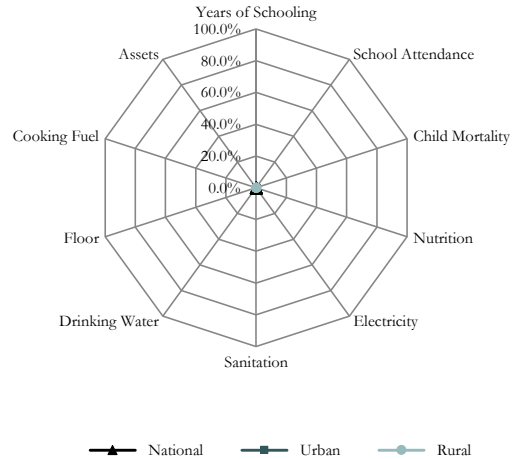 Years of Schooling
100.0%
Assets
School Attendance
80.0%
60.0%
40.0%
Cooking Fuel
Child Mortality
20.0%
0.0%
Floor
Nutrition
Drinking Water
Electricity
Sanitation
National Urban Rural